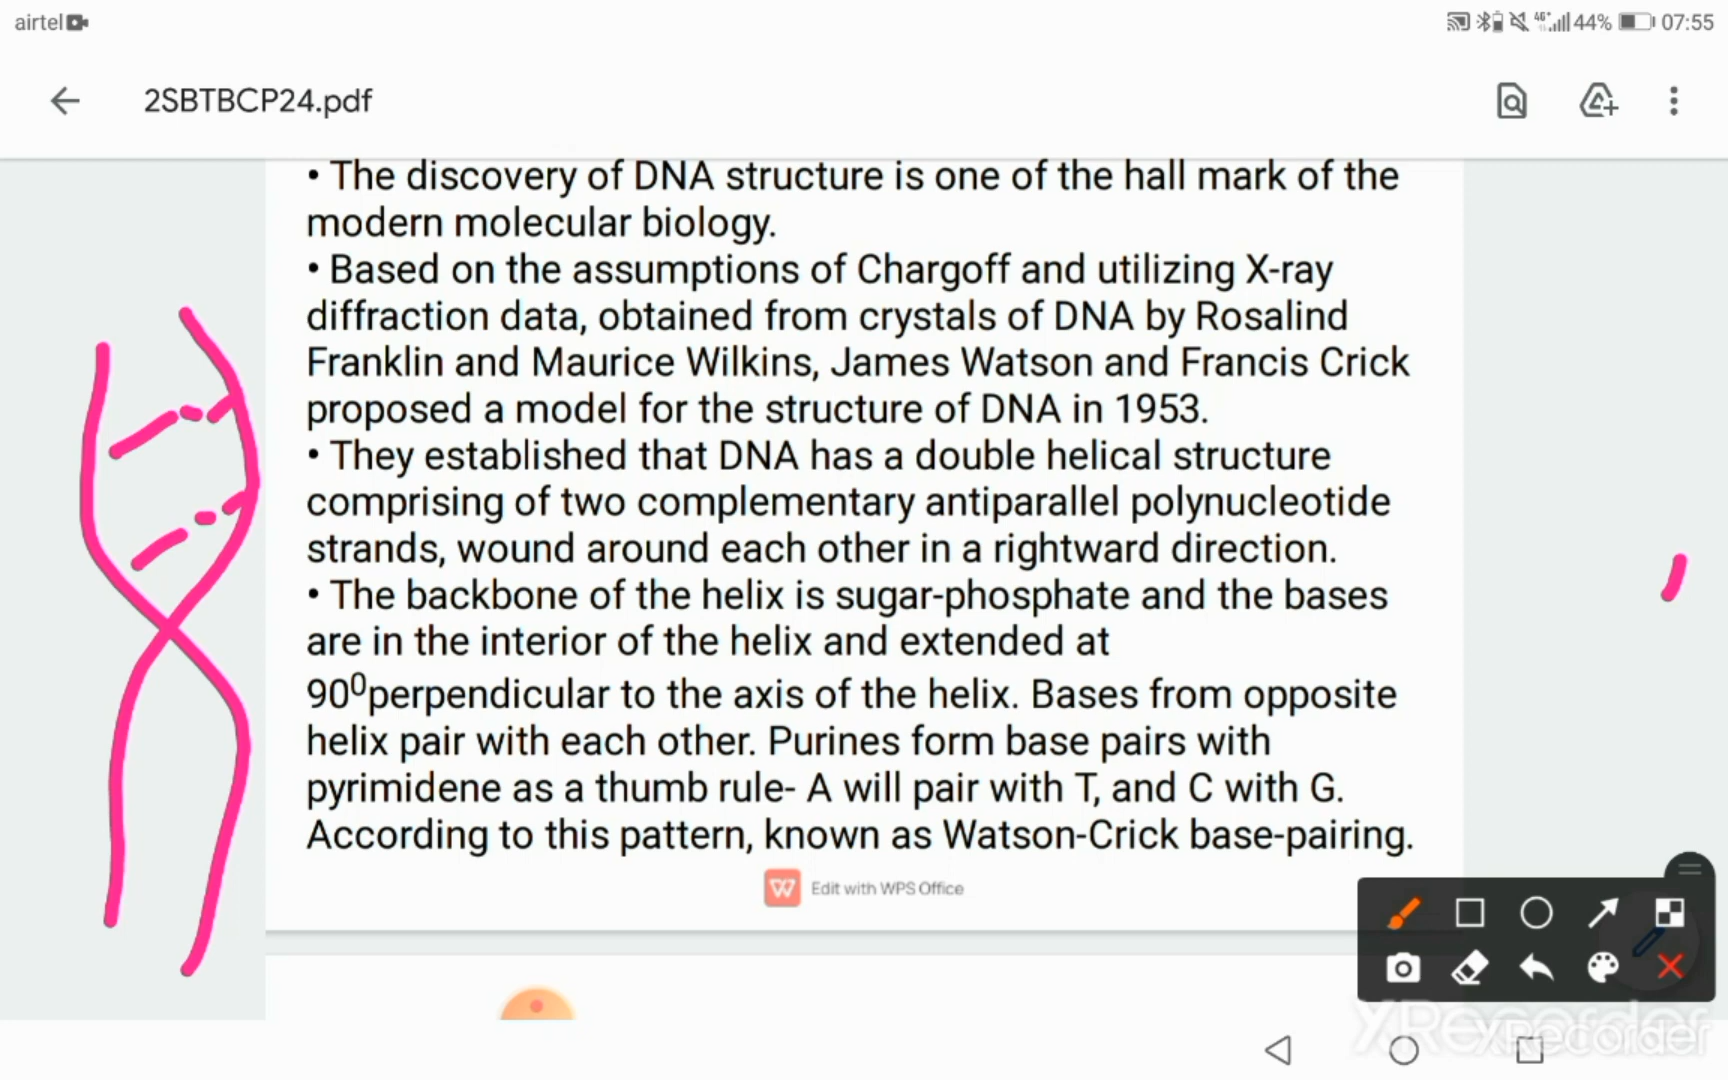 airtel
4G+ 44% 07:55
2SBTBCP24.pdf
• The discovery of DNA structure is one of the hall mark of the
modern molecular biology.
• Based on the assumptions of Chargoff and utilizing X-ray
diffraction data, obtained from crystals of DNA by Rosalind
Franklin and Maurice Wilkins, James Watson and Francis Crick
proposed a model for the structure of DNA in 1953.
• They established that DNA has a double helical structure
comprising of two complementary antiparallel polynucleotide
strands, wound around each other in a rightward direction.
• The backbone of the helix is sugar-phosphate and the bases
are in the interior of the helix and extended at
90⁰perpendicular to the axis of the helix. Bases from opposite
helix pair with each other. Purines form base pairs with
pyrimidene as a thumb rule- A will pair with T, and C with G.
According to this pattern, known as Watson-Crick base-pairing.
W Edit with WPS Office
XRecorder
XRecorder